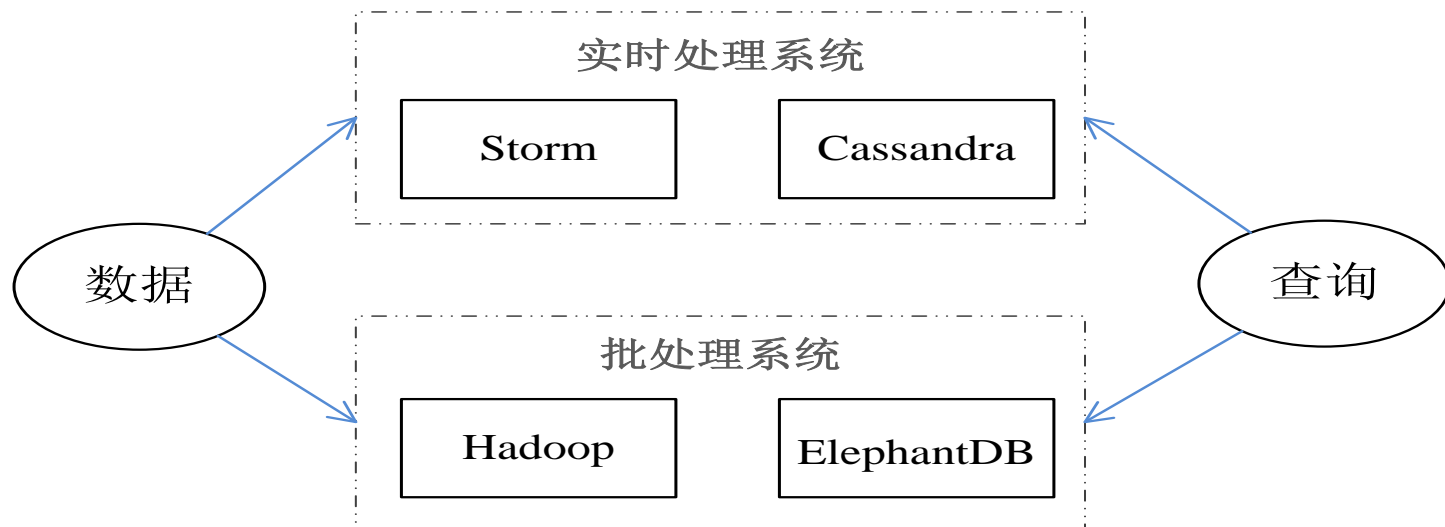 实时处理系统
Storm
Cassandra
数据
查询
批处理系统
Hadoop
ElephantDB